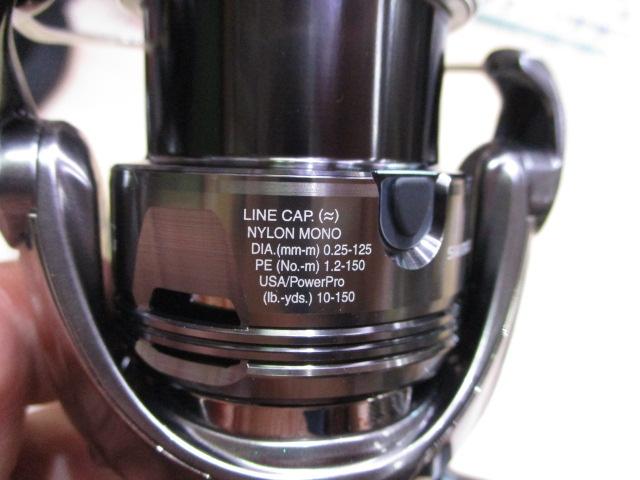 LINE CAP. (≈)
NYLON MONO
DIA.(mm-m) 0.25-125
PE (No.-m) 1.2-150
USA/PowerPro
(lb.-yds.) 10-150